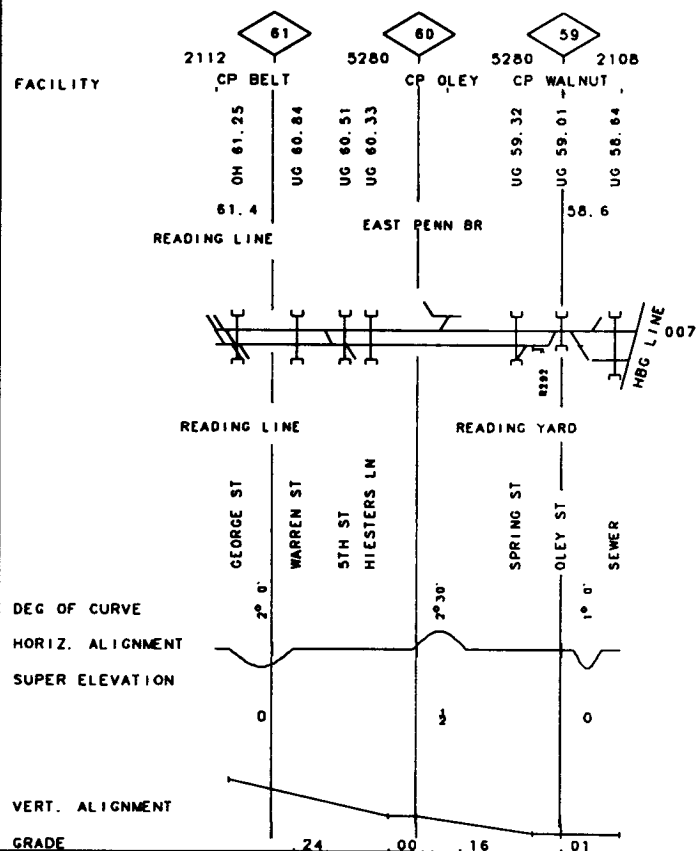 61 60 59
2112 5280 5280 2108
FACILITY CP BELT CP OLEY CP WALNUT
OH 61.25
UG 60.84
UG 60.51
UG 60.33
UG 59.32
UG 59.01
UG 58.64
61.4 58.6
EAST PENN BR
READING LINE
HBG LINE
007
R292
READING LINE READING YARD
GEORGE ST
WARREN ST
5TH ST
HIESTERS LN
SPRING ST
OLEY ST
SEWER
DEG OF CURVE 2° 0' 2° 30' 1° 0'
HORIZ. ALIGNMENT
SUPER ELEVATION
0 ½ 0
VERT. ALIGNMENT
GRADE .24 .00 .16 .01